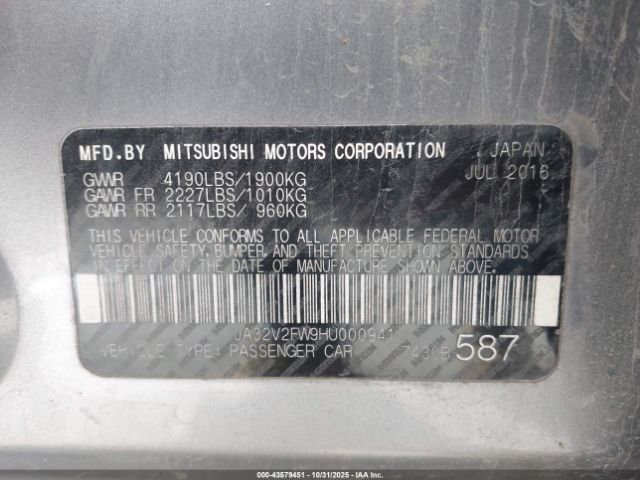 MFD.BY MITSUBISHI MOTORS CORPORATION JAPAN
JUL 2016
GVWR 4190LBS/1900KG
GAWR FR 2227LBS/1010KG
GAWR RR 2117LBS/ 960KG
THIS VEHICLE CONFORMS TO ALL APPLICABLE FEDERAL MOTOR
VEHICLE SAFETY, BUMPER, AND THEFT PREVENTION STANDARDS
IN EFFECT ON THE DATE OF MANUFACTURE SHOWN ABOVE.
JA32V2FW9HU000941
VEHICLE TYPE: PASSENGER CAR 587
000-43579451 - 10/31/2025 - Copyright © IAA Inc.